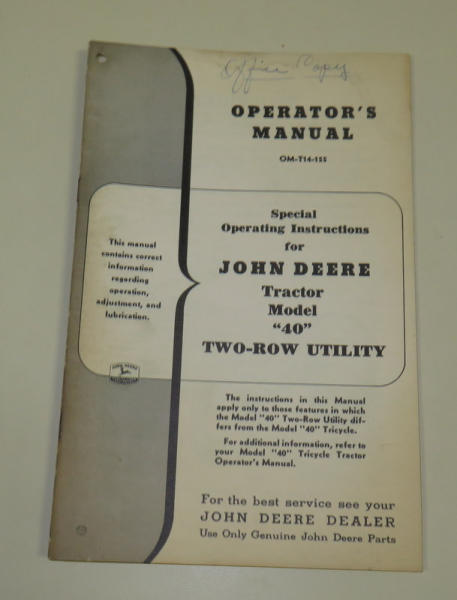 Office Copy
OPERATOR'S
MANUAL
OM-T14-155
Special
Operating Instructions
for
JOHN DEERE
Tractor
Model
"40"
TWO-ROW UTILITY
This manual
contains correct
information
regarding
operation,
adjustment, and
lubrication.
JOHN DEERE
The instructions in this Manual
apply only to those features in which
the Model "40" Two-Row Utility dif-
fers from the Model "40" Tricycle.
For additional information, refer to
your Model "40" Tricycle Tractor
Operator's Manual.
For the best service see your
JOHN DEERE DEALER
Use Only Genuine John Deere Parts